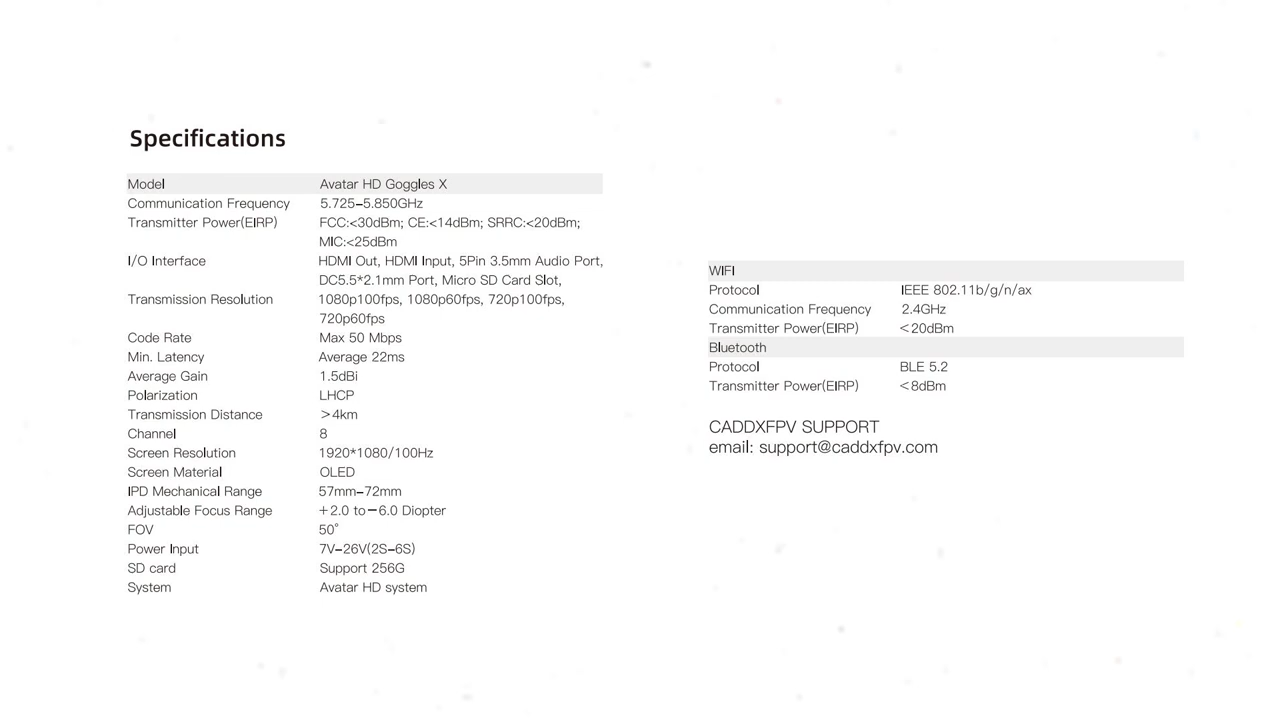 Specifications
Model Avatar HD Goggles X
Communication Frequency 5.725–5.850GHz
Transmitter Power(EIRP) FCC:<30dBm; CE:<14dBm; SRRC:<20dBm;
MIC:<25dBm
I/O Interface HDMI Out, HDMI Input, 5Pin 3.5mm Audio Port,
DC5.5*2.1mm Port, Micro SD Card Slot,
Transmission Resolution 1080p100fps, 1080p60fps, 720p100fps,
720p60fps
Code Rate Max 50 Mbps
Min. Latency Average 22ms
Average Gain 1.5dBi
Polarization LHCP
Transmission Distance >4km
Channel 8
Screen Resolution 1920*1080/100Hz
Screen Material OLED
IPD Mechanical Range 57mm–72mm
Adjustable Focus Range +2.0 to−6.0 Diopter
FOV 50°
Power Input 7V–26V(2S–6S)
SD card Support 256G
System Avatar HD system
WIFI
Protocol IEEE 802.11b/g/n/ax
Communication Frequency 2.4GHz
Transmitter Power(EIRP) <20dBm
Bluetooth
Protocol BLE 5.2
Transmitter Power(EIRP) <8dBm
CADDXFPV SUPPORT
email: support@caddxfpv.com